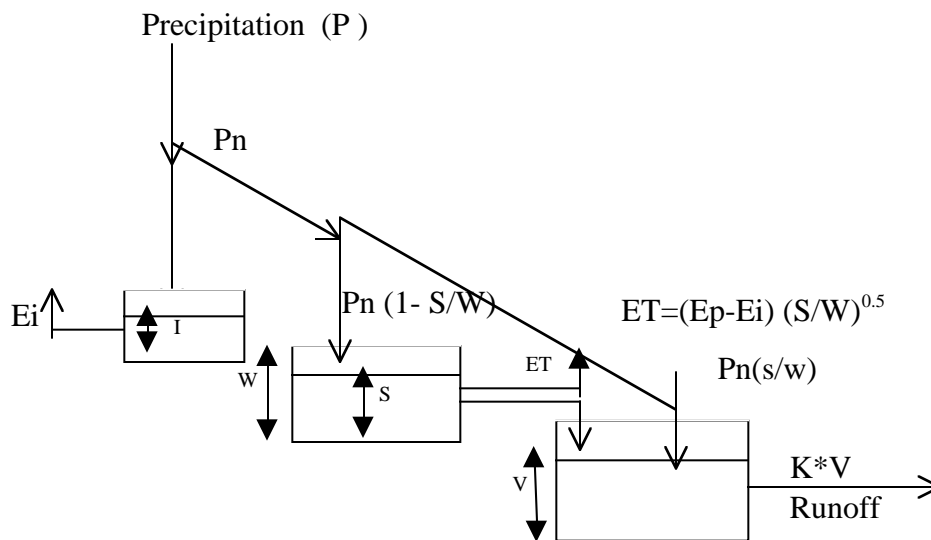 Precipitation (P )
Pn
Ei
I
Pn (1- S/W)
ET=(Ep-Ei) (S/W)^0.5
W
S
ET
Pn(s/w)
V
K*V
Runoff